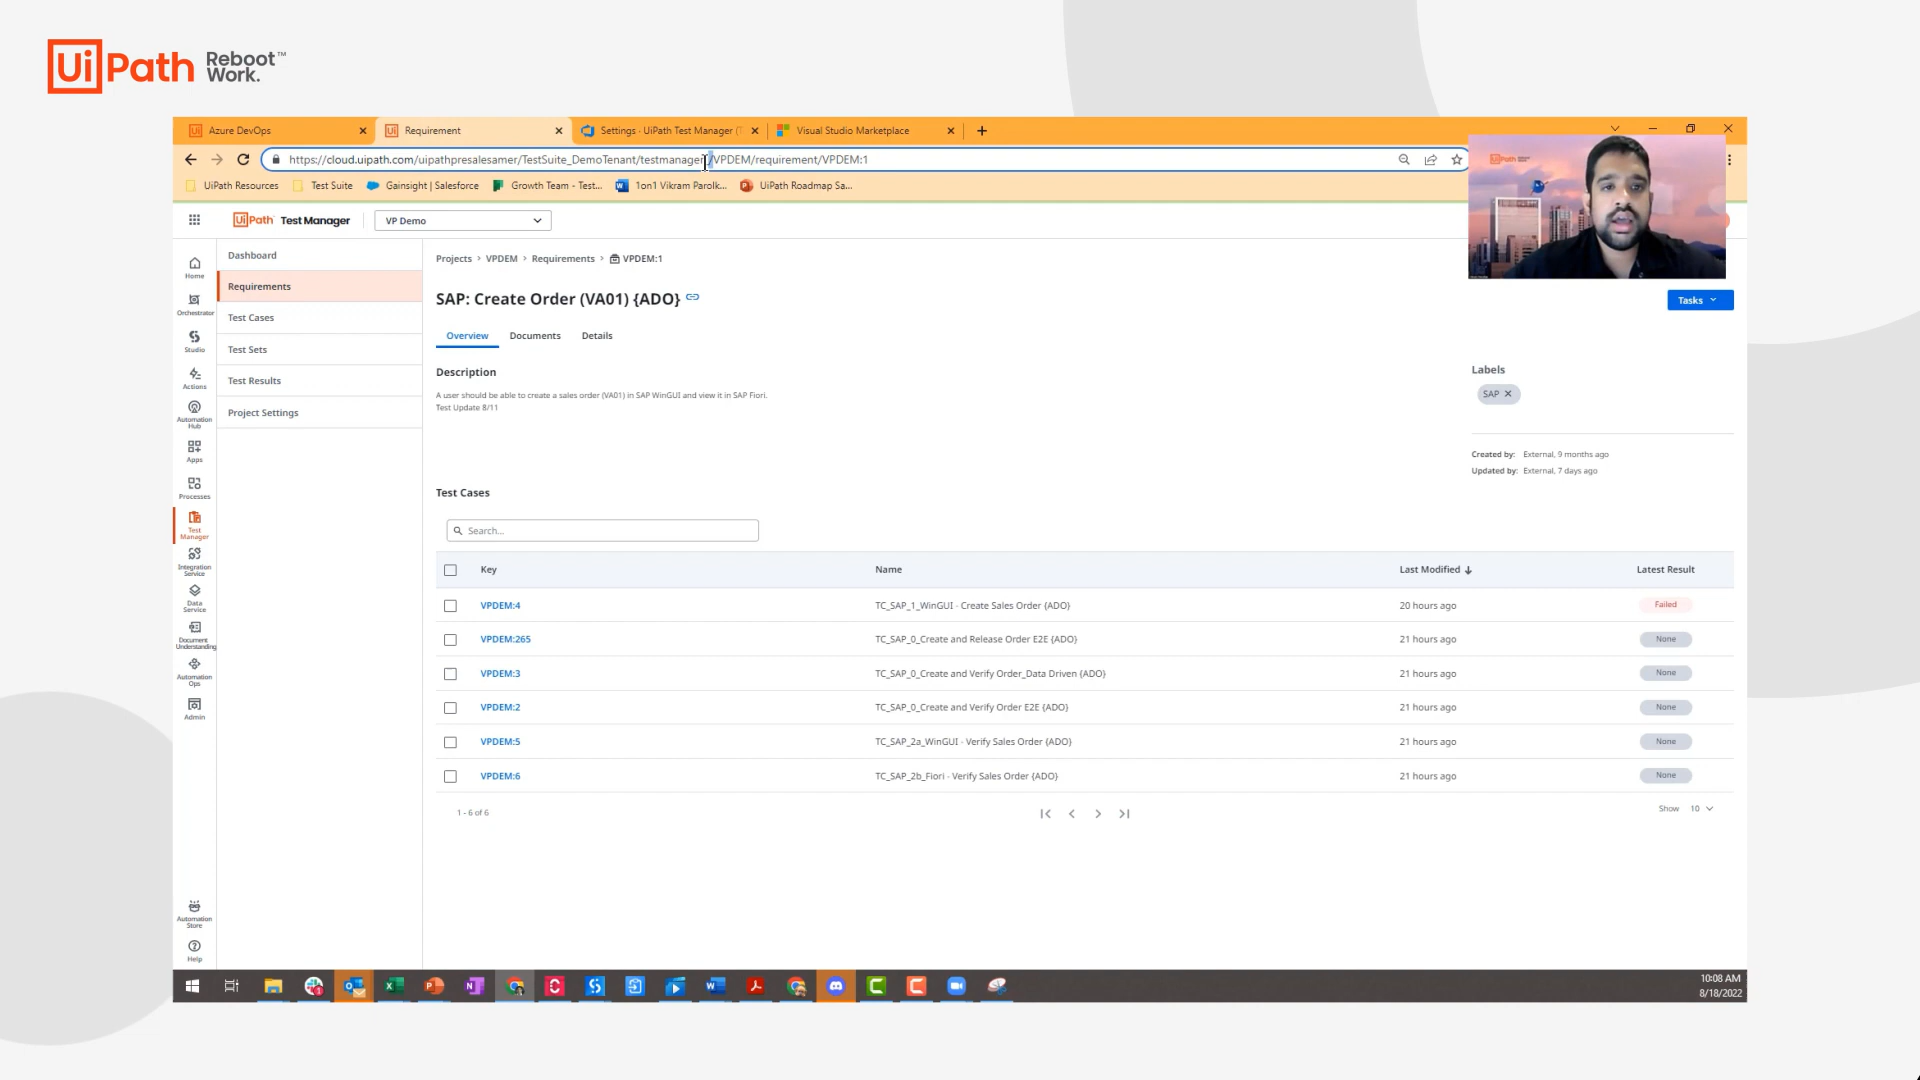 UiPath Reboot™
Work.
Azure DevOps
Requirement
Settings · UiPath Test Manager (
Visual Studio Marketplace
https://cloud.uipath.com/uipathpresalesamer/TestSuite_DemoTenant/testmanager_/VPDEM/requirement/VPDEM:1
UiPath Resources
Test Suite
Gainsight | Salesforce
Growth Team - Test...
1on1 Vikram Parolk...
UiPath Roadmap Sa...
UiPath Test Manager
VP Demo
Home
Orchestrator
Studio
Actions
Automation
Hub
Apps
Processes
Test
Manager
Integration
Service
Data
Service
Document
Understanding
Automation
Ops
Admin
Automation
Store
Help
Dashboard
Requirements
Test Cases
Test Sets
Test Results
Project Settings
Projects > VPDEM > Requirements > VPDEM:1
SAP: Create Order (VA01) {ADO}
Tasks
Overview Documents Details
Description
A user should be able to create a sales order (VA01) in SAP WinGUI and view it in SAP Fiori.
Test Update 8/11
Labels
SAP
Created by: External, 9 months ago
Updated by: External, 7 days ago
Test Cases
Search...
Key Name Last Modified Latest Result
VPDEM:4 TC_SAP_1_WinGUI - Create Sales Order {ADO} 20 hours ago Failed
VPDEM:265 TC_SAP_0_Create and Release Order E2E {ADO} 21 hours ago None
VPDEM:3 TC_SAP_0_Create and Verify Order_Data Driven {ADO} 21 hours ago None
VPDEM:2 TC_SAP_0_Create and Verify Order E2E {ADO} 21 hours ago None
VPDEM:5 TC_SAP_2a_WinGUI - Verify Sales Order {ADO} 21 hours ago None
VPDEM:6 TC_SAP_2b_Fiori - Verify Sales Order {ADO} 21 hours ago None
1 - 6 of 6
Show 10
10:08 AM
8/18/2022